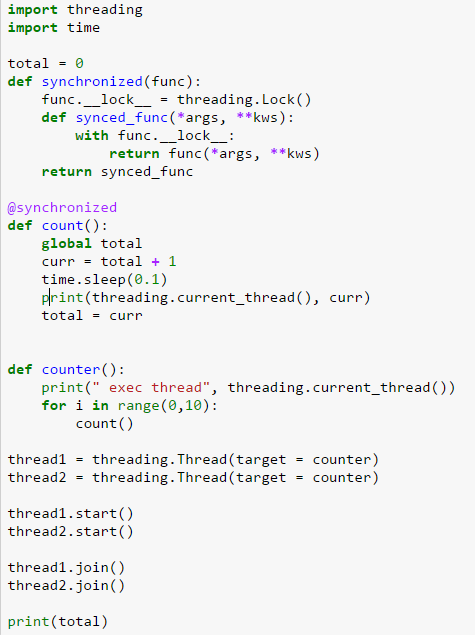 import threading
import time
total = 0
def synchronized(func):
    func.__lock__ = threading.Lock()
    def synced_func(*args, **kws):
        with func.__lock__:
            return func(*args, **kws)
    return synced_func
@synchronized
def count():
    global total
    curr = total + 1
    time.sleep(0.1)
    print(threading.current_thread(), curr)
    total = curr
def counter():
    print(" exec thread", threading.current_thread())
    for i in range(0,10):
        count()
thread1 = threading.Thread(target = counter)
thread2 = threading.Thread(target = counter)
thread1.start()
thread2.start()
thread1.join()
thread2.join()
print(total)